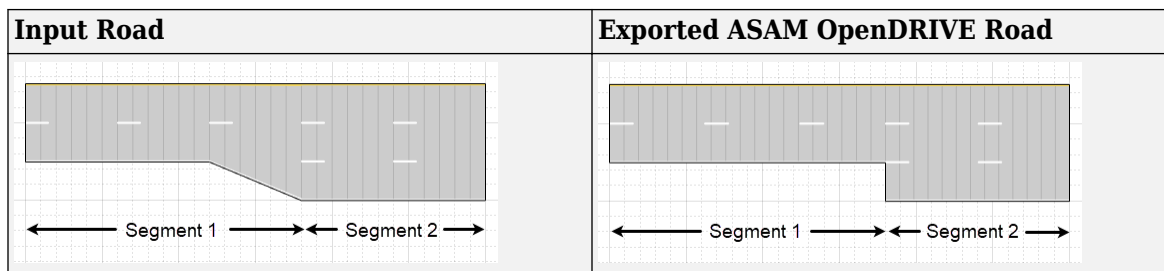 Input Road
Exported ASAM OpenDRIVE Road
Segment 1
Segment 2
Segment 1
Segment 2